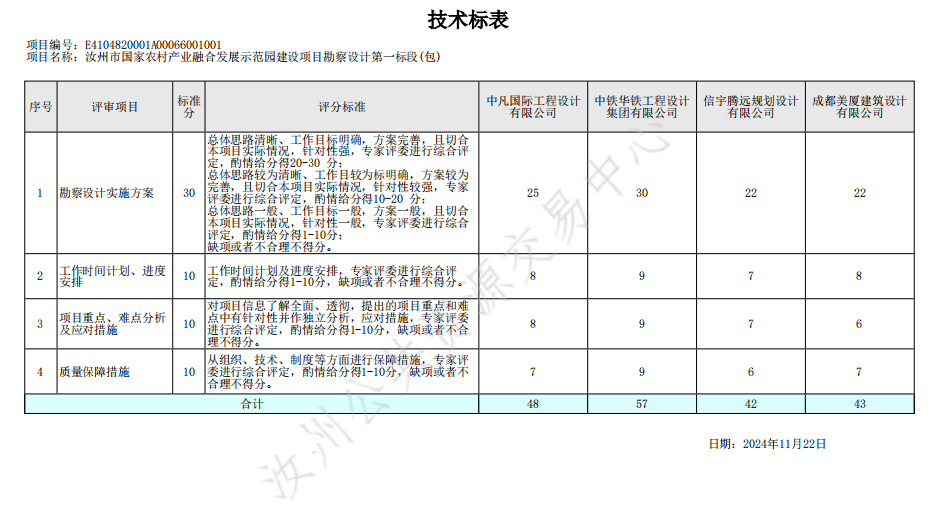 技术标表
项目编号：E4104820001A00066001001
项目名称：汝州市国家农村产业融合发展示范园建设项目勘察设计第一标段(包)
序号 评审项目 标准分 评分标准 中凡国际工程设计有限公司 中铁华铁工程设计集团有限公司 信宇腾远规划设计有限公司 成都美厦建筑设计有限公司
1 勘察设计实施方案 30
总体思路清晰、工作目标明确，方案完善，且切合
本项目实际情况，针对性强，专家评委进行综合评
定，酌情给分得20-30 分；
总体思路较为清晰、工作目较为标明确，方案较为
完善，且切合本项目实际情况，针对性较强，专家
评委进行综合评定，酌情给分得10-20 分；
总体思路一般、工作目标一般，方案一般，且切合
本项目实际情况，针对性一般，专家评委进行综合
评定，酌情给分得1-10分；
缺项或者不合理不得分。
25 30 22 22
2 工作时间计划、进度安排 10
工作时间计划及进度安排，专家评委进行综合评
定，酌情给分得1-10分，缺项或者不合理不得分。
8 9 7 8
3 项目重点、难点分析及应对措施 10
对项目信息了解全面、透彻，提出的项目重点和难
点中有针对性并作独立分析，应对措施，专家评委
进行综合评定，酌情给分得1-10分，缺项或者不合
理不得分。
8 9 7 6
4 质量保障措施 10
从组织、技术、制度等方面进行保障措施，专家评
委进行综合评定，酌情给分得1-10分，缺项或者不
合理不得分。
7 9 6 7
合计 48 57 42 43
日期：2024年11月22日
汝州公共资源交易中心